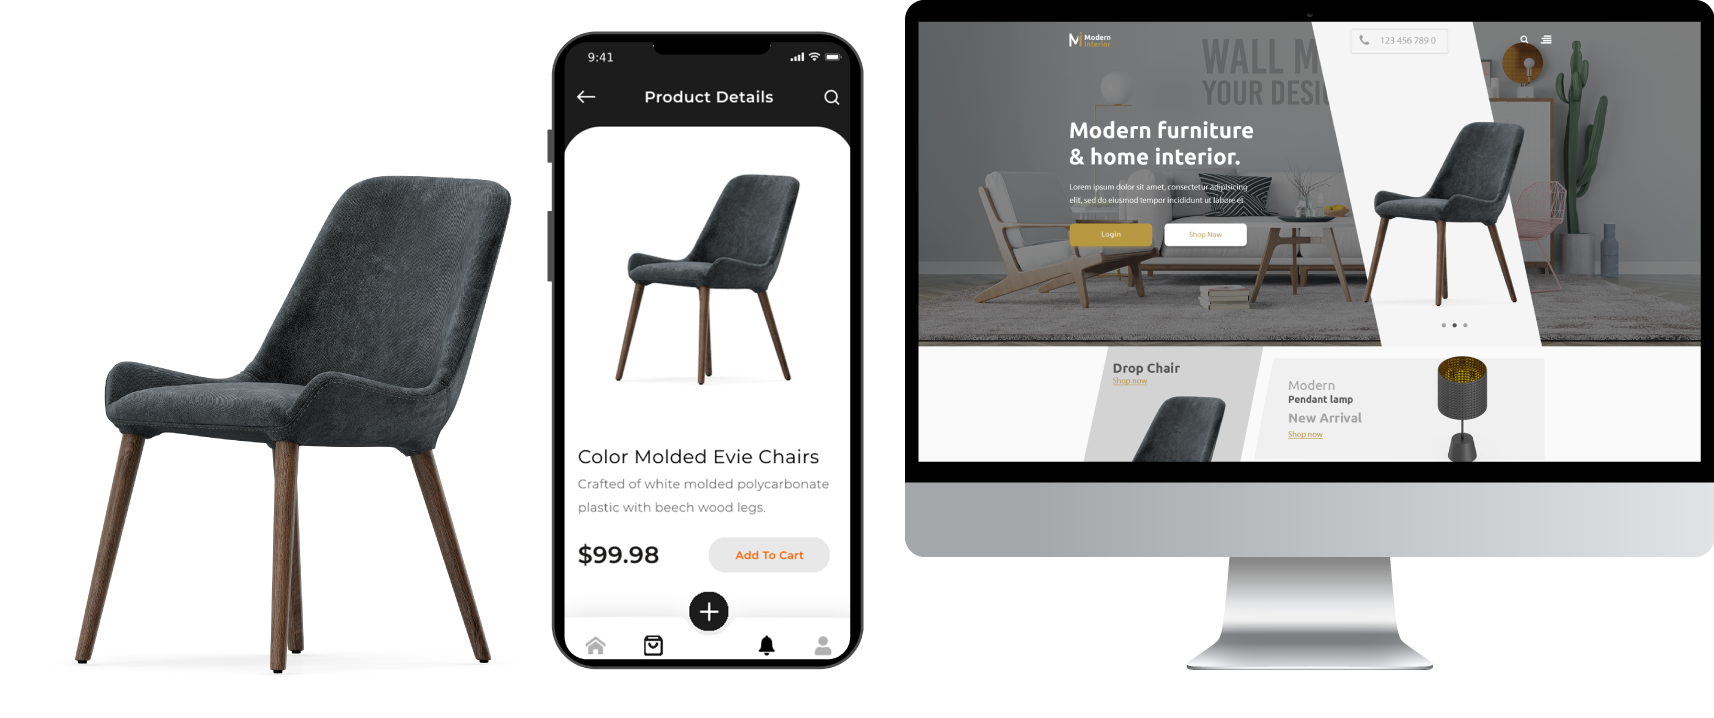 9:41
Product Details
Color Molded Evie Chairs
Crafted of white molded polycarbonate
plastic with beech wood legs.
$99.98
Add To Cart
Modern
Interior
123 456 789 0
WALL M
YOUR DESI
Modern furniture
& home interior.
Lorem ipsum dolor sit amet, consectetur adipisicing
elit, sed do eiusmod tempor incididunt ut labore et
Login
Shop Now
Drop Chair
Shop now
Modern
Pendant lamp
New Arrival
Shop now